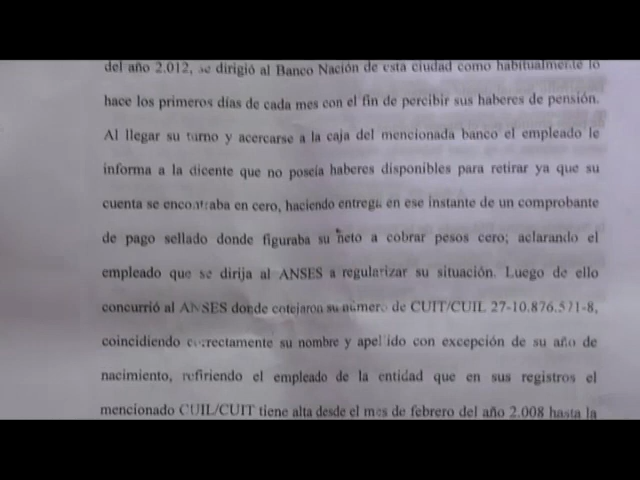 del año 2.012, se dirigió al Banco Nación de esta ciudad como habitualmente lo
hace los primeros días de cada mes con el fin de percibir sus haberes de pensión.
Al llegar su turno y acercarse a la caja del mencionada banco el empleado le
informa a la dicente que no poseía haberes disponibles para retirar ya que su
cuenta se encontraba en cero, haciendo entrega en ese instante de un comprobante
de pago sellado donde figuraba su neto a cobrar pesos cero; aclarando el
empleado que se dirija al ANSES a regularizar su situación. Luego de ello
concurrió al ANSES donde cotejaron su número de CUIT/CUIL 27-10.876.571-8,
coincidiendo correctamente su nombre y apellido con excepción de su año de
nacimiento, refiriendo el empleado de la entidad que en sus registros el
mencionado CUIL/CUIT tiene alta desde el mes de febrero del año 2.008 hasta la